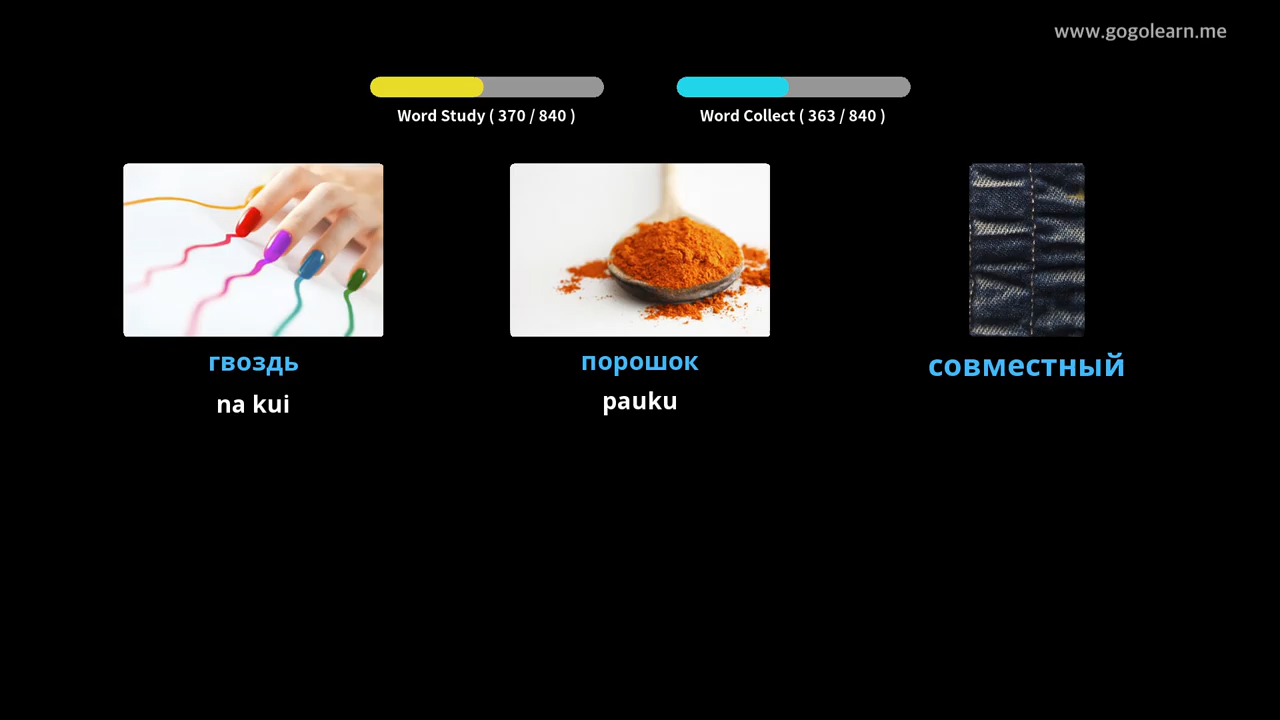 www.gogolearn.me
Word Study ( 370 / 840 )
Word Collect ( 363 / 840 )
гвоздь
na kui
порошок
pauku
совместный